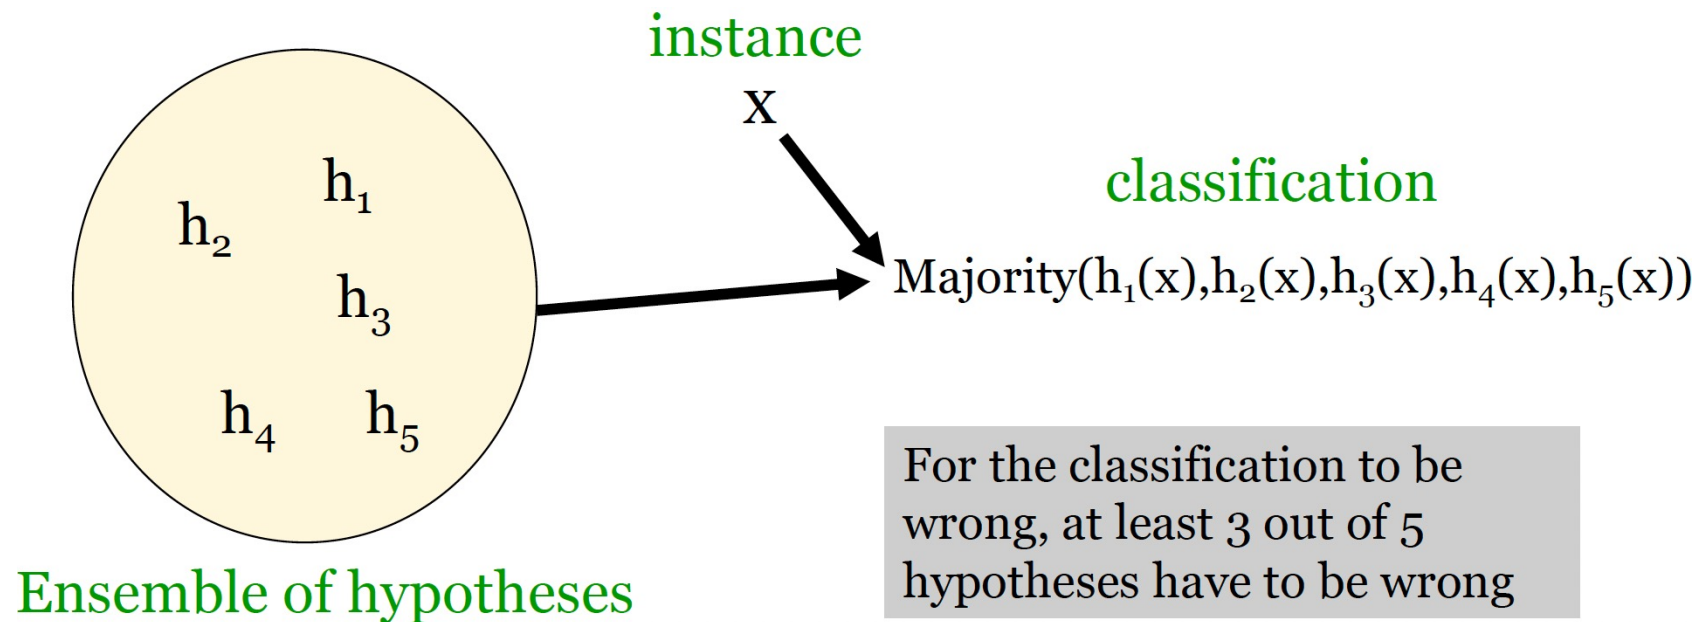 instance
x
h₁
h₂
h₃
h₄
h₅
Ensemble of hypotheses
classification
Majority(h₁(x),h₂(x),h₃(x),h₄(x),h₅(x))
For the classification to be
wrong, at least 3 out of 5
hypotheses have to be wrong